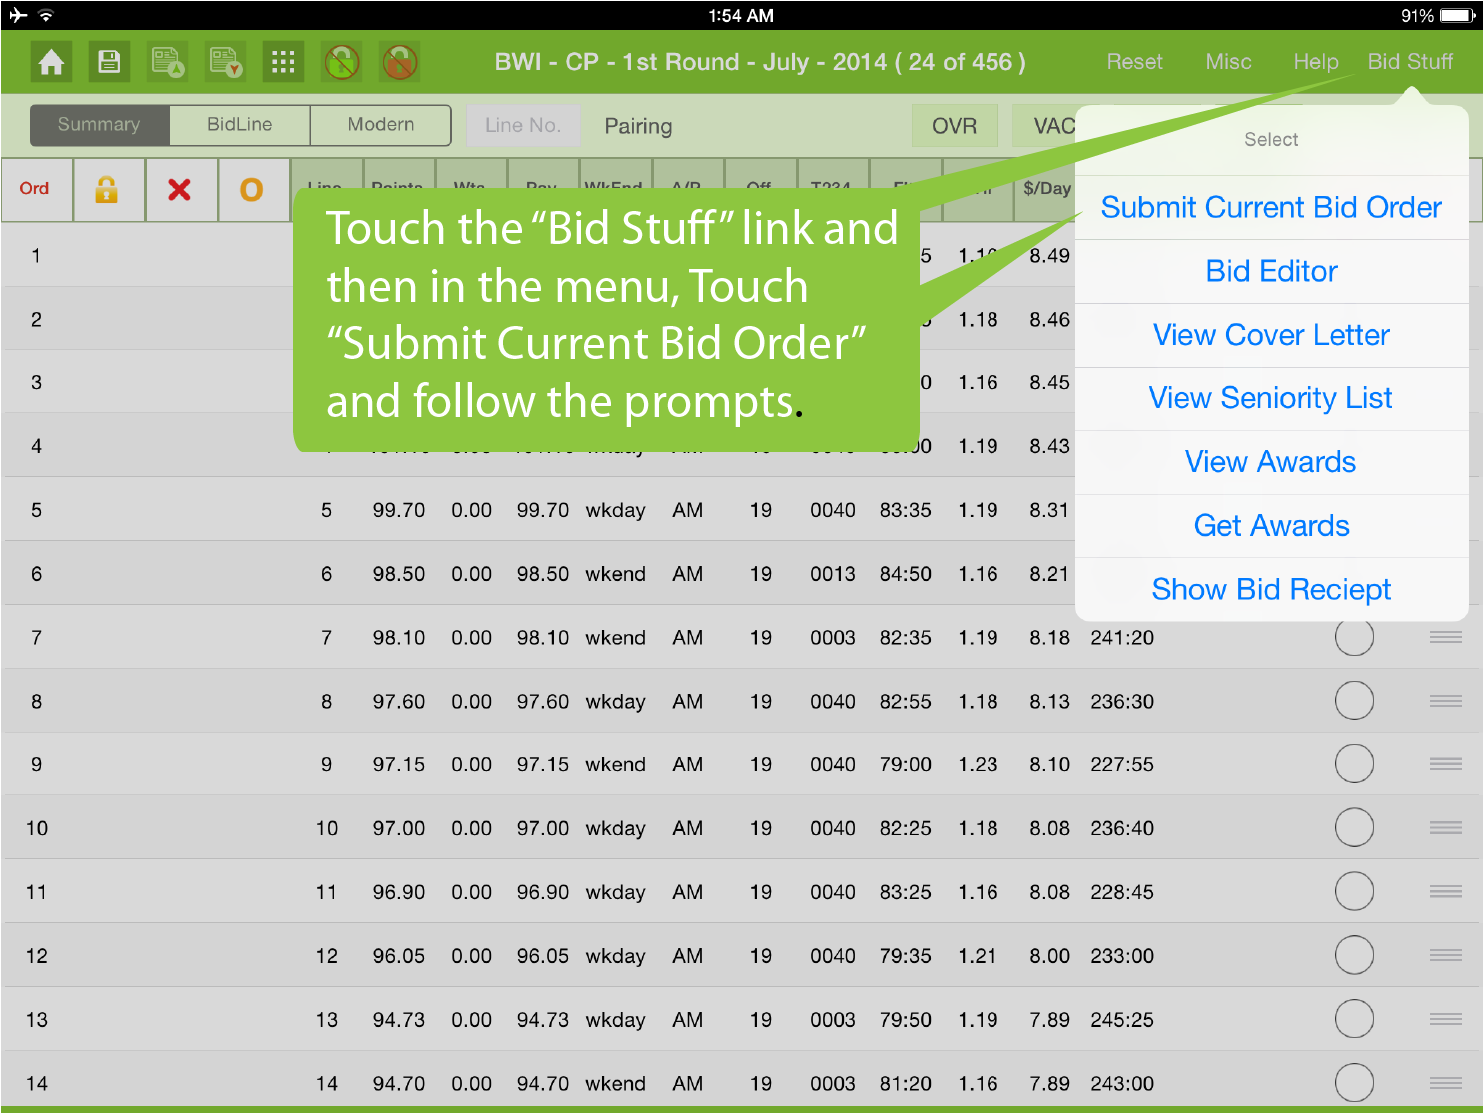 1:54 AM 91%
BWI - CP - 1st Round - July - 2014 ( 24 of 456 ) Reset Misc Help Bid Stuff
Summary BidLine Modern Line No. Pairing OVR VAC
Select
Ord $/Day
Touch the “Bid Stuff” link and
then in the menu, Touch
“Submit Current Bid Order”
and follow the prompts.
Submit Current Bid Order
Bid Editor
View Cover Letter
View Seniority List
View Awards
Get Awards
Show Bid Reciept
1 8.49
2 1.18 8.46
3 1.16 8.45
4 1.19 8.43
5 5 99.70 0.00 99.70 wkday AM 19 0040 83:35 1.19 8.31
6 6 98.50 0.00 98.50 wkend AM 19 0013 84:50 1.16 8.21
7 7 98.10 0.00 98.10 wkend AM 19 0003 82:35 1.19 8.18 241:20
8 8 97.60 0.00 97.60 wkday AM 19 0040 82:55 1.18 8.13 236:30
9 9 97.15 0.00 97.15 wkend AM 19 0040 79:00 1.23 8.10 227:55
10 10 97.00 0.00 97.00 wkday AM 19 0040 82:25 1.18 8.08 236:40
11 11 96.90 0.00 96.90 wkday AM 19 0040 83:25 1.16 8.08 228:45
12 12 96.05 0.00 96.05 wkday AM 19 0040 79:35 1.21 8.00 233:00
13 13 94.73 0.00 94.73 wkday AM 19 0003 79:50 1.19 7.89 245:25
14 14 94.70 0.00 94.70 wkend AM 19 0003 81:20 1.16 7.89 243:00